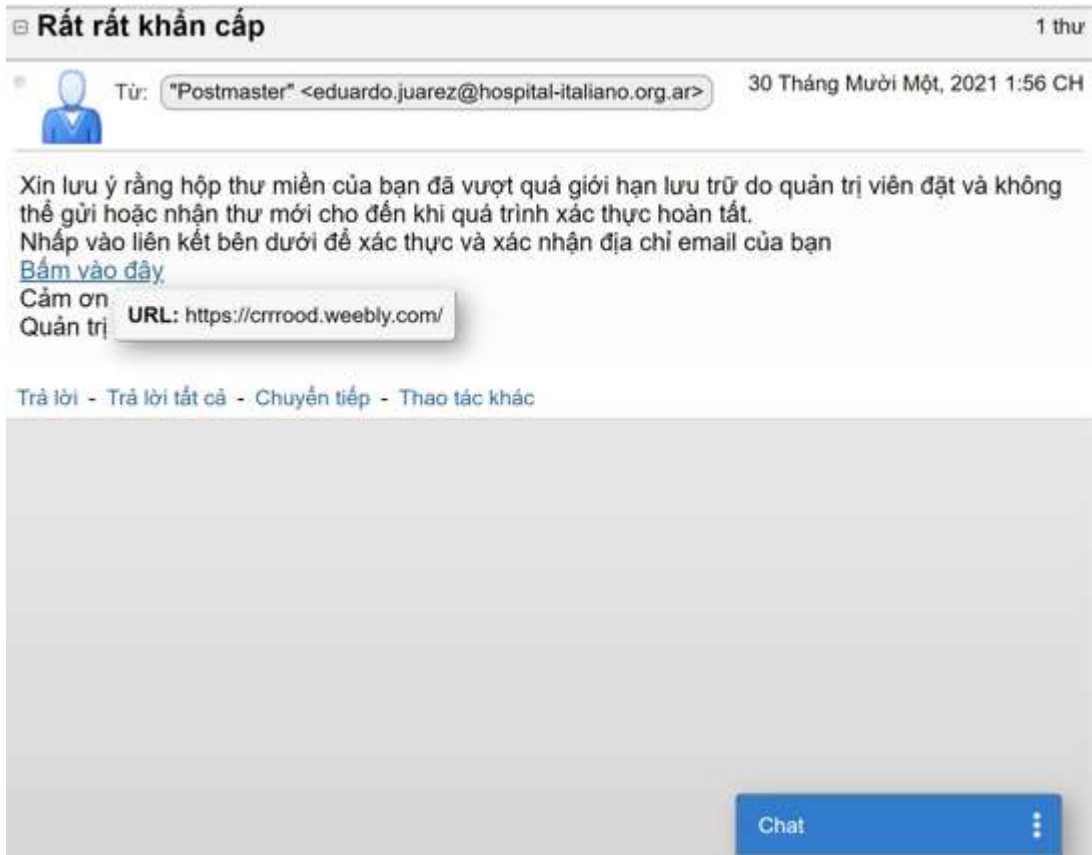 Rất rất khẩn cấp
1 thư
Từ: "Postmaster" <eduardo.juarez@hospital-italiano.org.ar>
30 Tháng Mười Một, 2021 1:56 CH
Xin lưu ý rằng hộp thư miền của bạn đã vượt quá giới hạn lưu trữ do quản trị viên đặt và không
thể gửi hoặc nhận thư mới cho đến khi quá trình xác thực hoàn tất.
Nhấp vào liên kết bên dưới để xác thực và xác nhận địa chỉ email của bạn
Bấm vào đây
Cảm ơn
Quản trị
URL: https://crrrood.weebly.com/
Trả lời - Trả lời tất cả - Chuyển tiếp - Thao tác khác
Chat